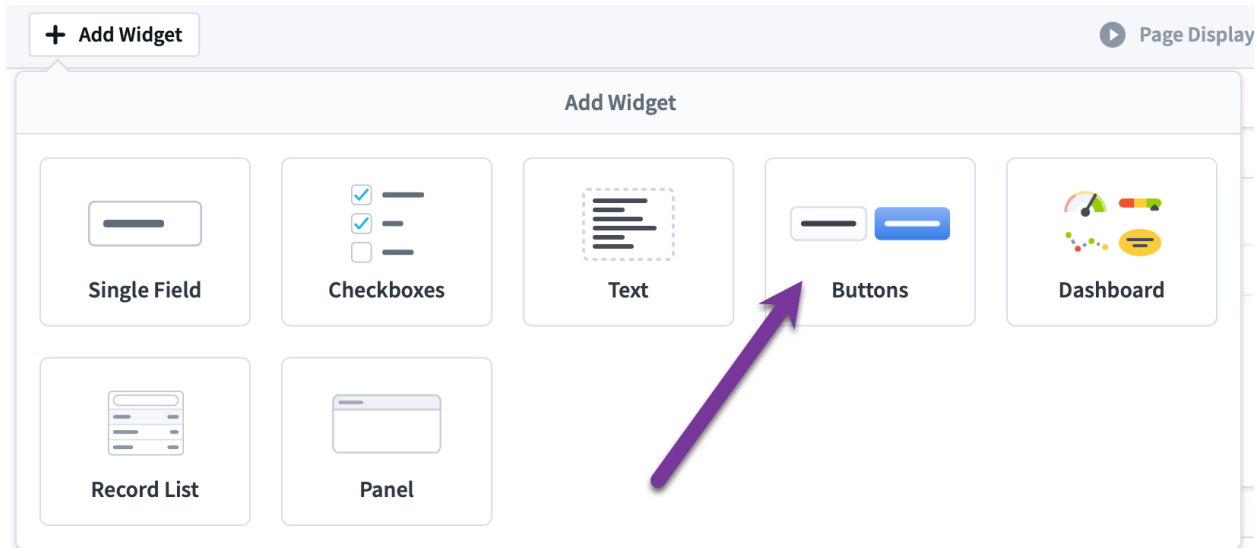 Add Widget
Page Display
Add Widget
Single Field
Checkboxes
Text
Buttons
Dashboard
Record List
Panel